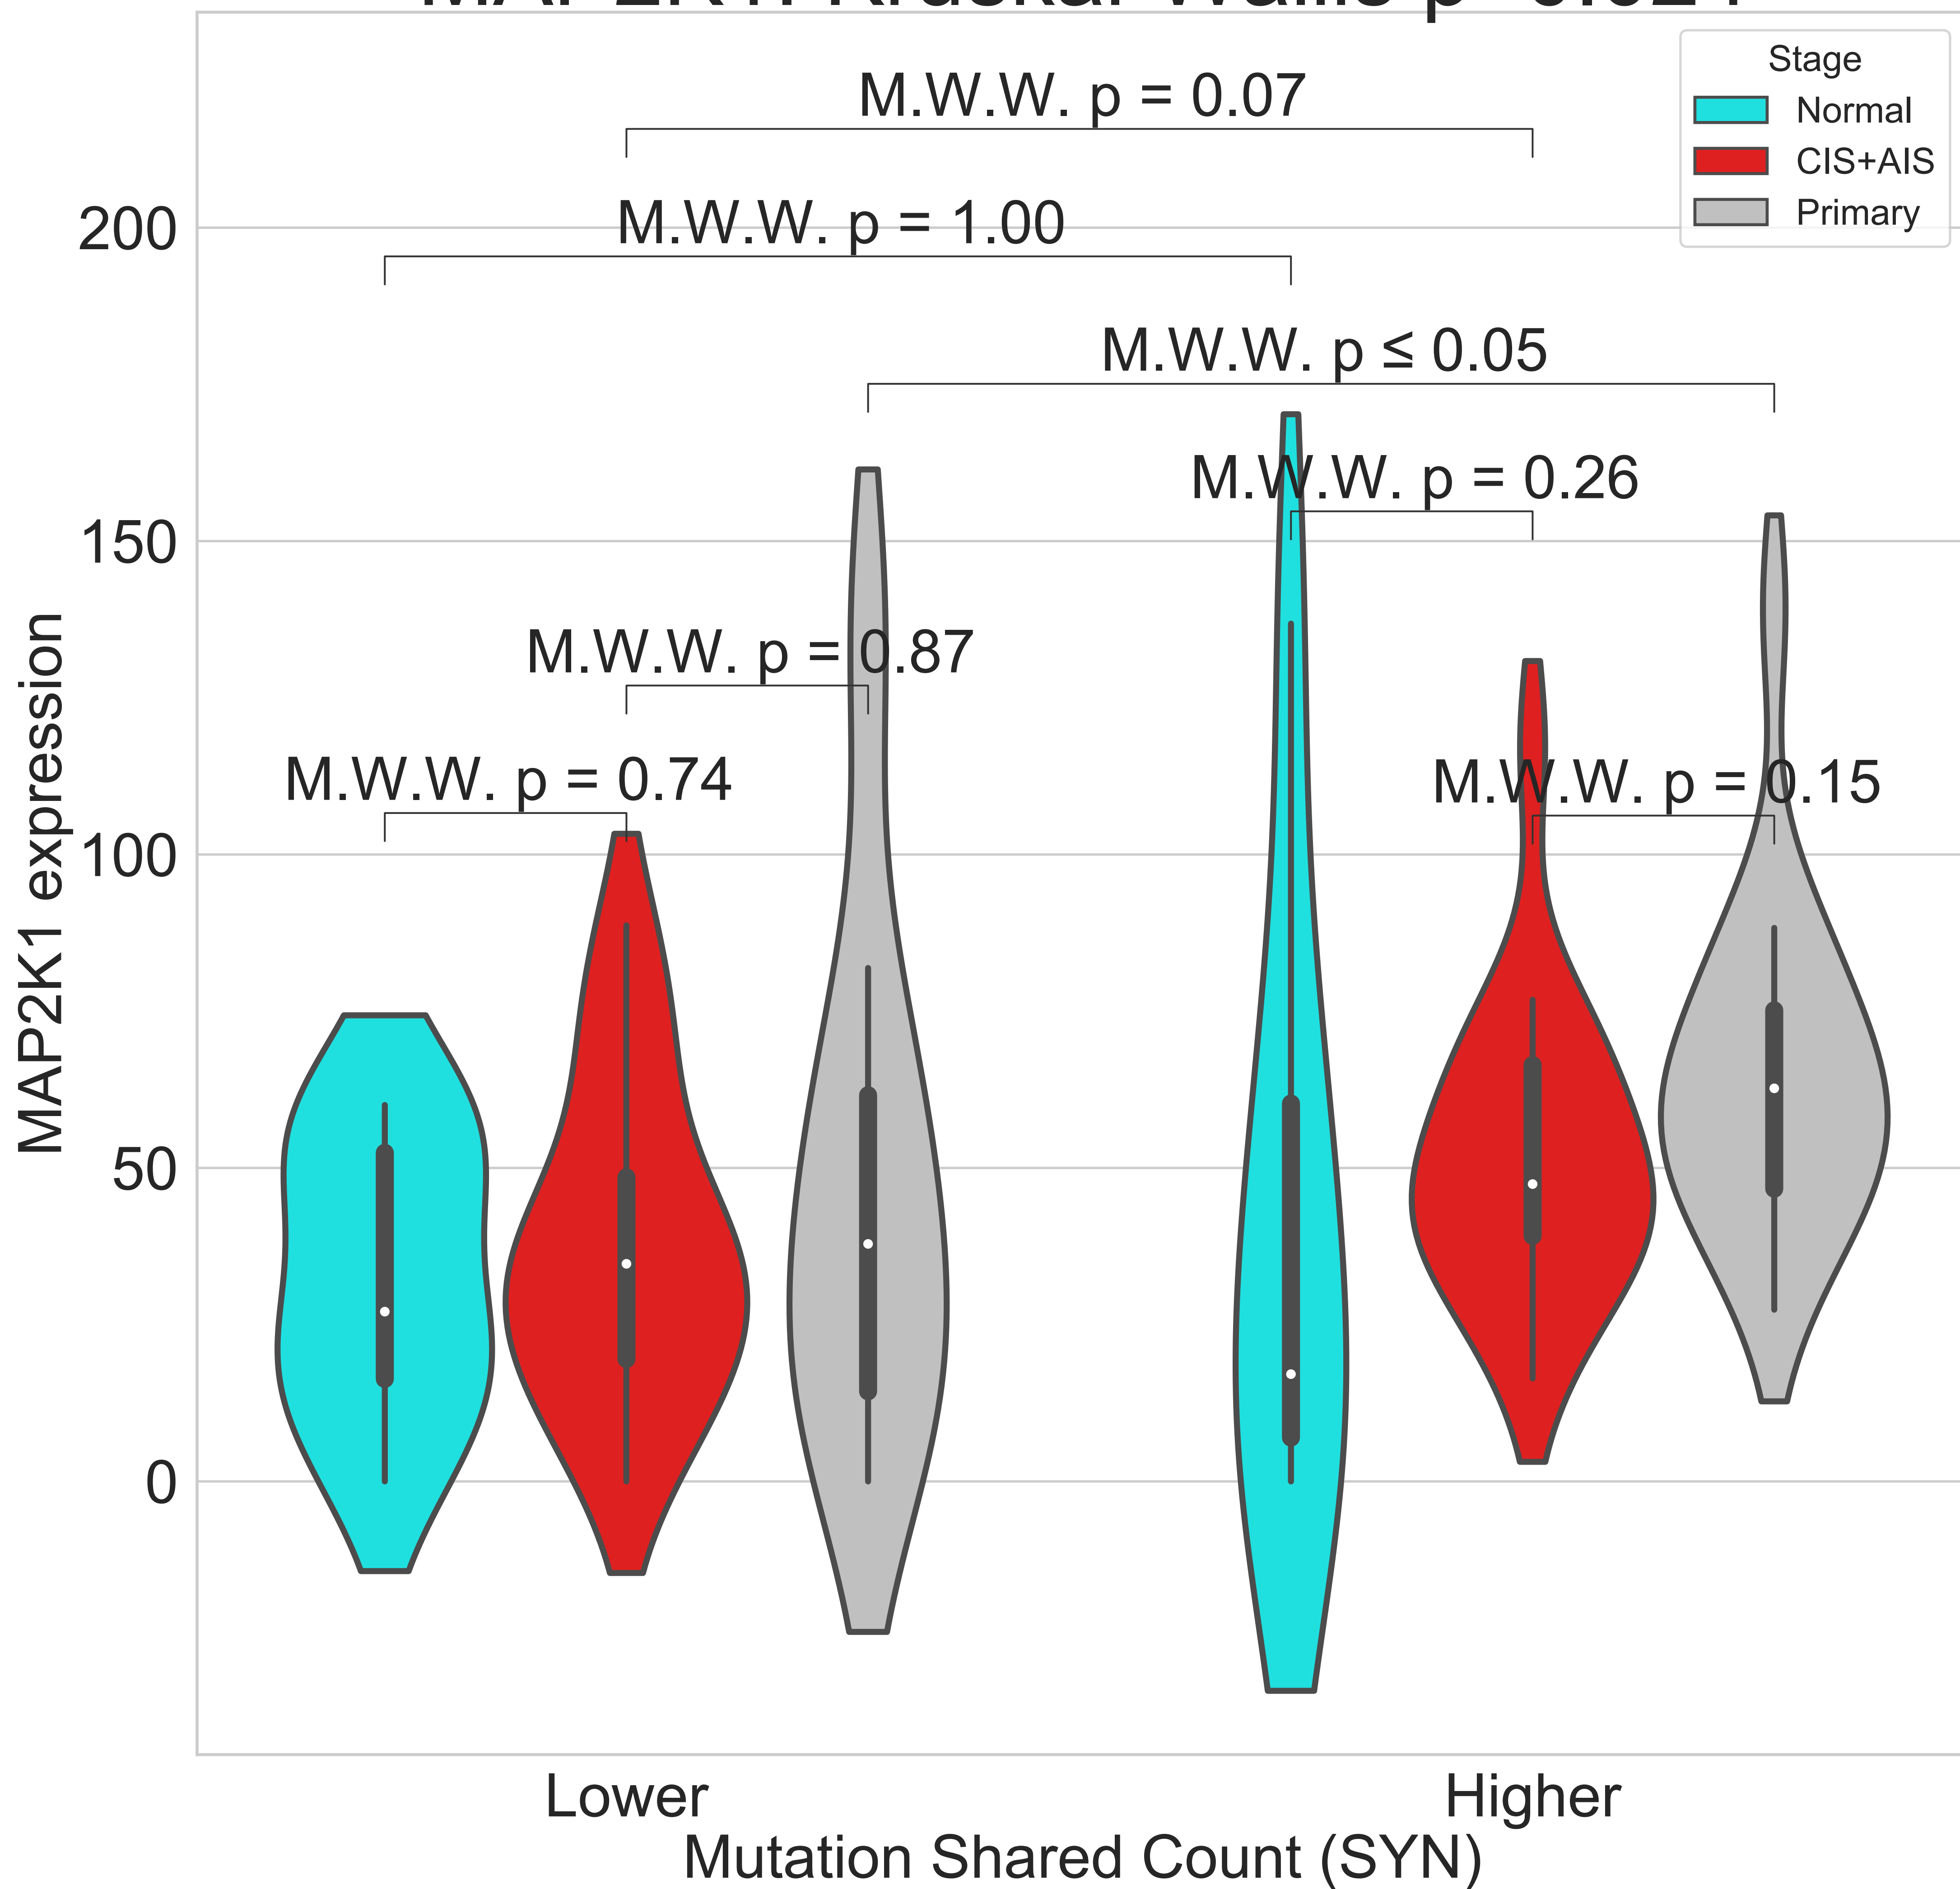 Stage
Normal
CIS+AIS
Primary
M.W.W. p = 0.07
M.W.W. p = 1.00
M.W.W. p ≤ 0.05
M.W.W. p = 0.26
M.W.W. p = 0.87
M.W.W. p = 0.74
M.W.W. p = 0.15
200
150
100
50
0
MAP2K1 expression
Lower
Higher
Mutation Shared Count (SYN)